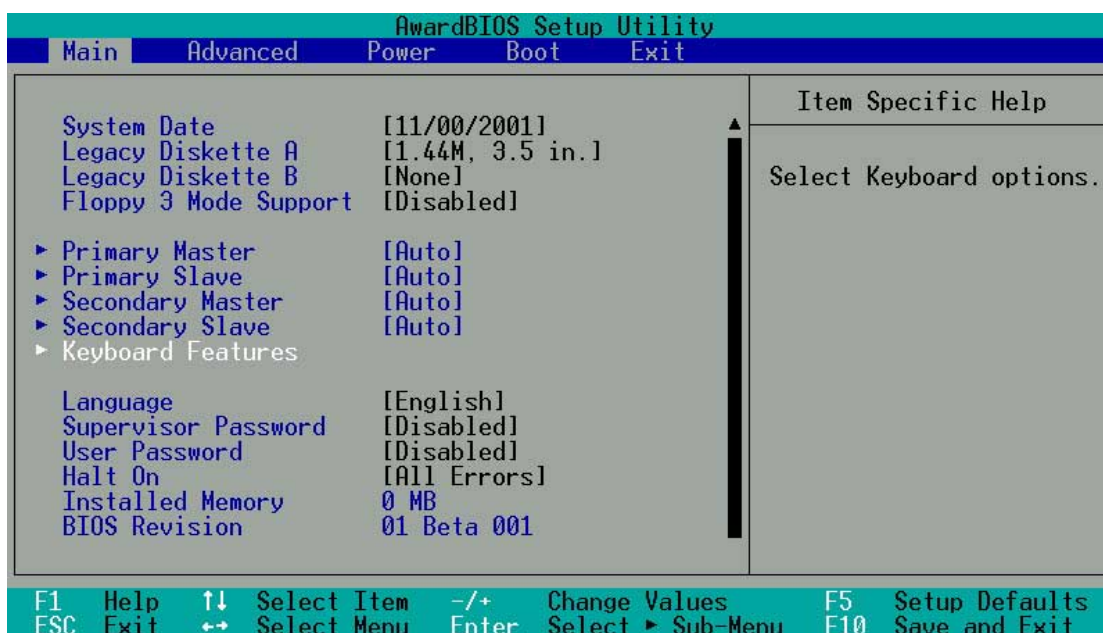 AwardBIOS Setup Utility
Main Advanced Power Boot Exit
Item Specific Help
System Date [11/00/2001]
Legacy Diskette A [1.44M, 3.5 in.]
Legacy Diskette B [None]
Select Keyboard options.
Floppy 3 Mode Support [Disabled]
▶ Primary Master [Auto]
▶ Primary Slave [Auto]
▶ Secondary Master [Auto]
▶ Secondary Slave [Auto]
▶ Keyboard Features
Language [English]
Supervisor Password [Disabled]
User Password [Disabled]
Halt On [All Errors]
Installed Memory 0 MB
BIOS Revision 01 Beta 001
F1 Help ↑↓ Select Item -/+ Change Values F5 Setup Defaults
ESC Exit ←→ Select Menu Enter Select ▶ Sub-Menu F10 Save and Exit